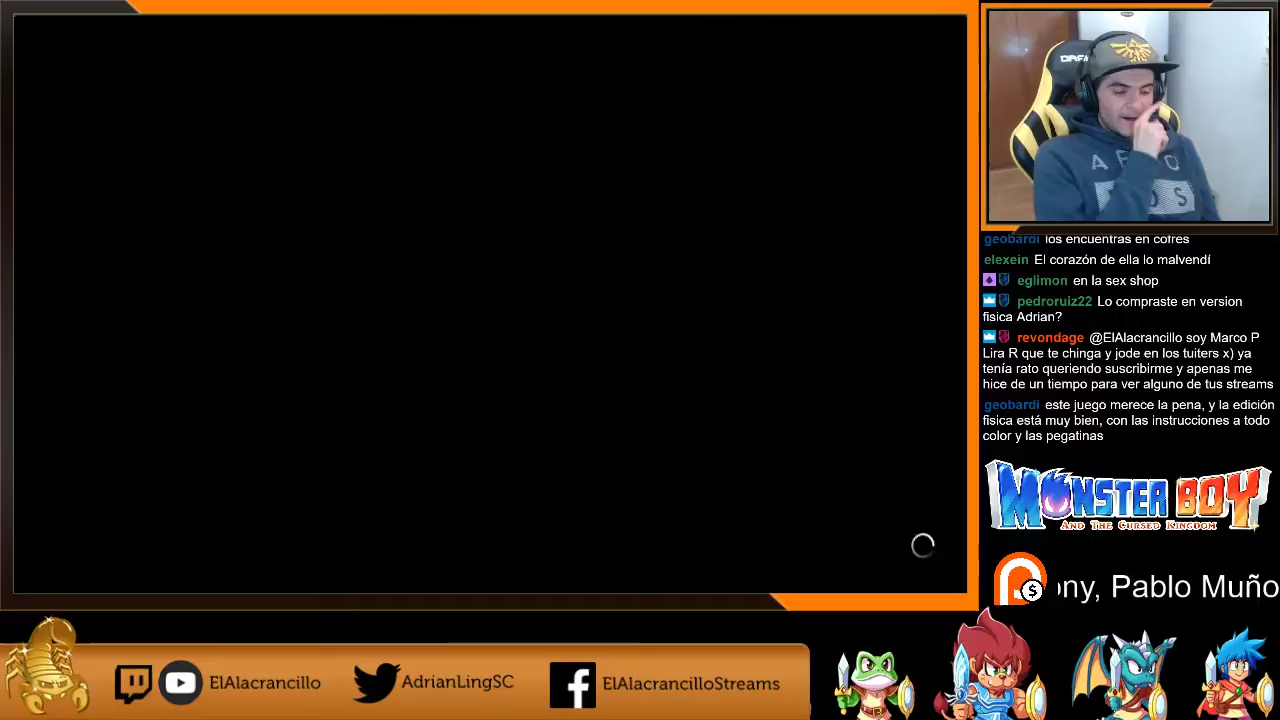 geobardi los encuentras en cofres
elexein El corazón de ella lo malvendí
eglimon en la sex shop
pedroruiz22 Lo compraste en version
fisica Adrian?
revondage @ElAlacrancillo soy Marco P
Lira R que te chinga y jode en los tuiters x) ya
tenía rato queriendo suscribirme y apenas me
hice de un tiempo para ver alguno de tus streams
geobardi este juego merece la pena, y la edición
fisica está muy bien, con las instrucciones a todo
color y las pegatinas
MONSTER BOY
AND THE CURSED KINGDOM
ony, Pablo Muño
ElAlacrancillo
AdrianLingSC
ElAlacrancilloStreams